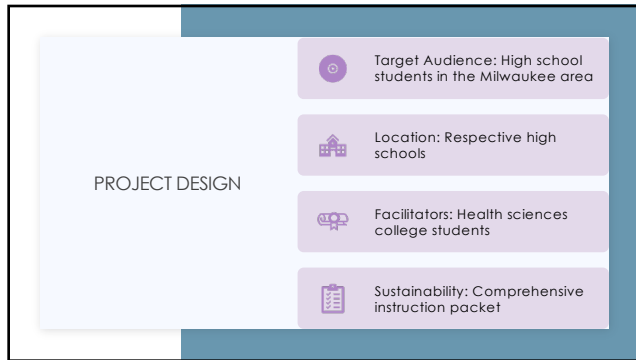 PROJECT DESIGN
Target Audience: High school
students in the Milwaukee area
Location: Respective high
schools
Facilitators: Health sciences
college students
Sustainability: Comprehensive
instruction packet